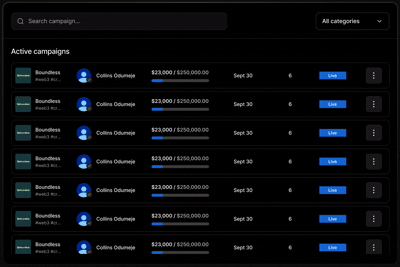 Search campaign...
All categories
Active campaigns
Boundless
#web3 #cr...
Collins Odumeje
$23,000 / $250,000.00
Sept 30
6
Live
Boundless
#web3 #cr...
Collins Odumeje
$23,000 / $250,000.00
Sept 30
6
Live
Boundless
#web3 #cr...
Collins Odumeje
$23,000 / $250,000.00
Sept 30
6
Live
Boundless
#web3 #cr...
Collins Odumeje
$23,000 / $250,000.00
Sept 30
6
Live
Boundless
#web3 #cr...
Collins Odumeje
$23,000 / $250,000.00
Sept 30
6
Live
Boundless
#web3 #cr...
Collins Odumeje
$23,000 / $250,000.00
Sept 30
6
Live
Boundless
#web3 #cr...
Collins Odumeje
$23,000 / $250,000.00
Sept 30
6
Live